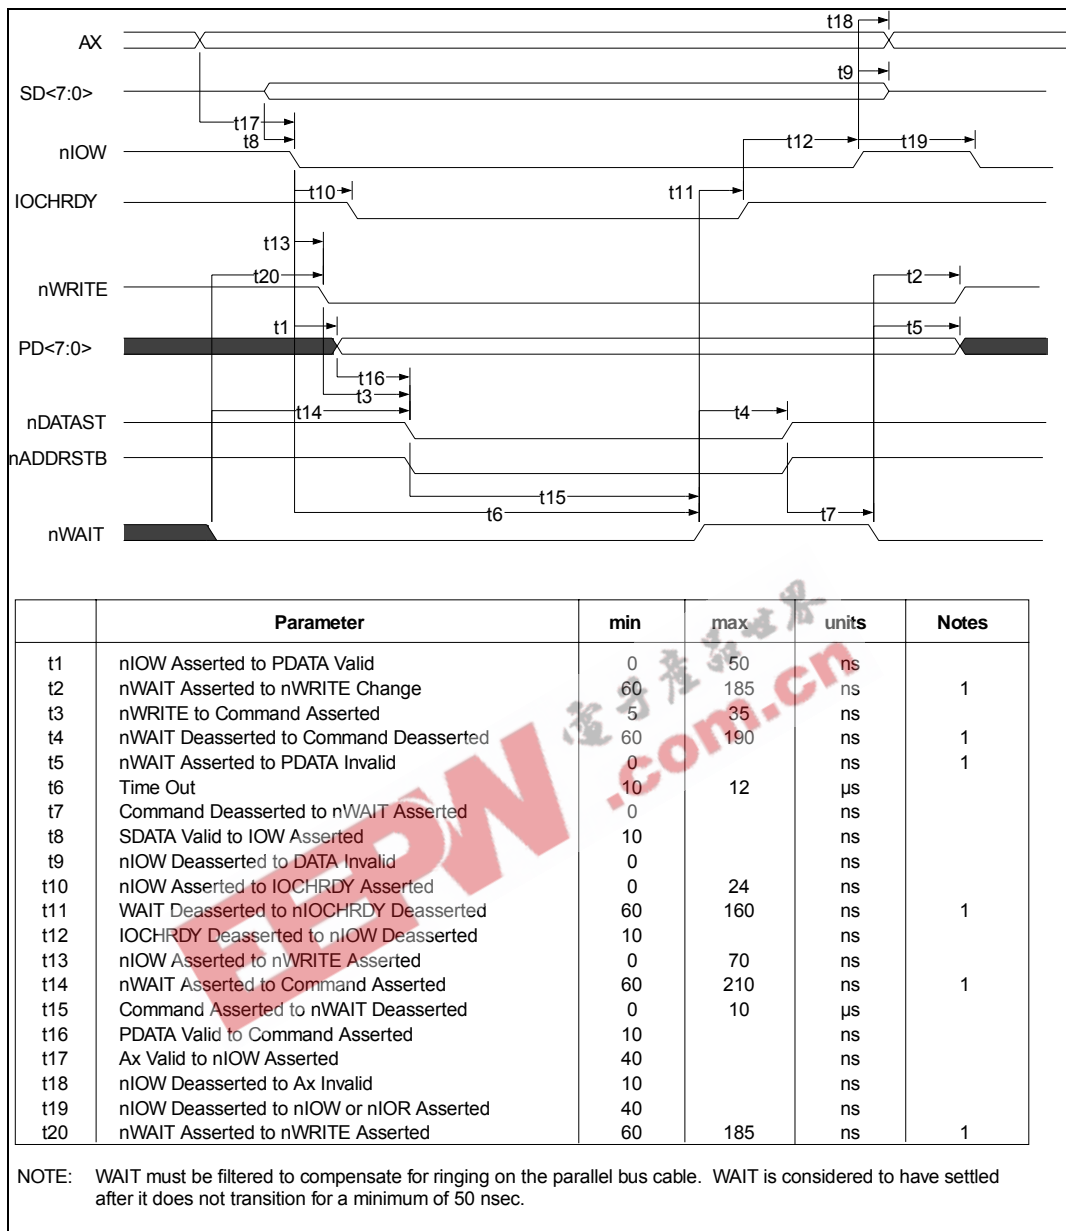 AX
t18
SD<7:0>
t9
t17
t8
nIOW
t12
t19
IOCHRDY
t10
t11
t13
nWRITE
t20
t2
PD<7:0>
t1
t5
t16
t3
nDATAST
t14
t4
nADDRSTB
t15
t6
t7
nWAIT
Parameter min max units Notes
t1 nIOW Asserted to PDATA Valid 0 50 ns
t2 nWAIT Asserted to nWRITE Change 60 185 ns 1
t3 nWRITE to Command Asserted 5 35 ns
t4 nWAIT Deasserted to Command Deasserted 60 190 ns 1
t5 nWAIT Asserted to PDATA Invalid 0 ns 1
t6 Time Out 10 12 µs
t7 Command Deasserted to nWAIT Asserted 0 ns
t8 SDATA Valid to IOW Asserted 10 ns
t9 nIOW Deasserted to DATA Invalid 0 ns
t10 nIOW Asserted to IOCHRDY Asserted 0 24 ns
t11 WAIT Deasserted to nIOCHRDY Deasserted 60 160 ns 1
t12 IOCHRDY Deasserted to nIOW Deasserted 10 ns
t13 nIOW Asserted to nWRITE Asserted 0 70 ns
t14 nWAIT Asserted to Command Asserted 60 210 ns 1
t15 Command Asserted to nWAIT Deasserted 0 10 µs
t16 PDATA Valid to Command Asserted 10 ns
t17 Ax Valid to nIOW Asserted 40 ns
t18 nIOW Deasserted to Ax Invalid 10 ns
t19 nIOW Deasserted to nIOW or nIOR Asserted 40 ns
t20 nWAIT Asserted to nWRITE Asserted 60 185 ns 1
EEPW
電子産品世界
.com.cn
NOTE: WAIT must be filtered to compensate for ringing on the parallel bus cable. WAIT is considered to have settled
after it does not transition for a minimum of 50 nsec.